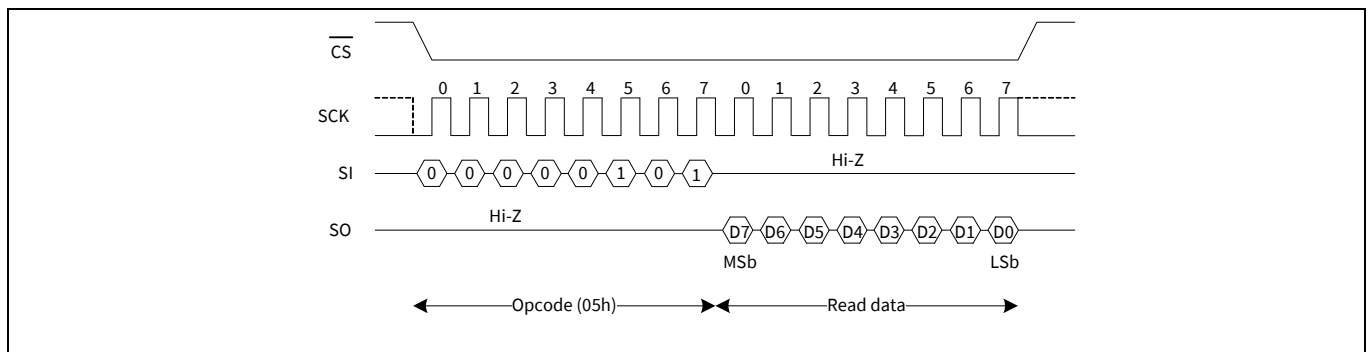 CS
0 1 2 3 4 5 6 7 0 1 2 3 4 5 6 7
SCK
Hi-Z
SI 0 0 0 0 0 1 0 1
Hi-Z
SO D7 D6 D5 D4 D3 D2 D1 D0
MSb LSb
Opcode (05h) Read data